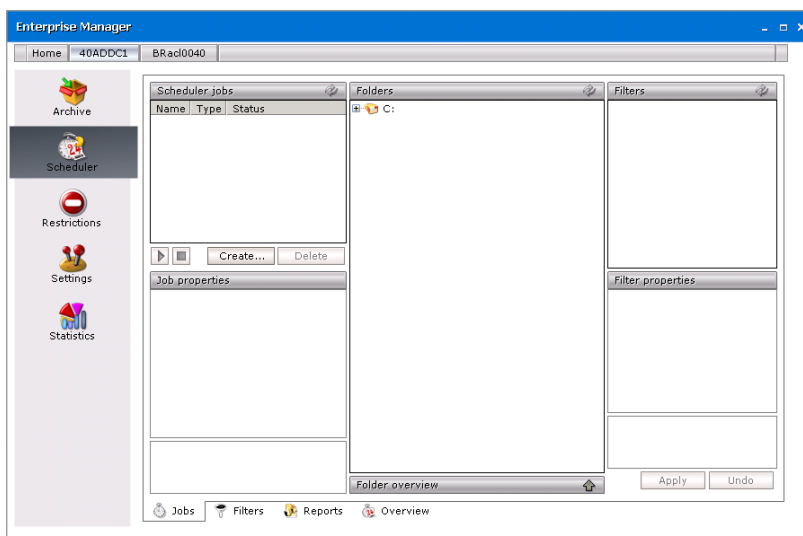 Enterprise Manager
Home 40ADDC1 BRacl0040
Archive
Scheduler
Restrictions
Settings
Statistics
Scheduler jobs
Name Type Status
Create... Delete
Job properties
Folders
C:
Folder overview
Filters
Filter properties
Apply Undo
Jobs Filters Reports Overview